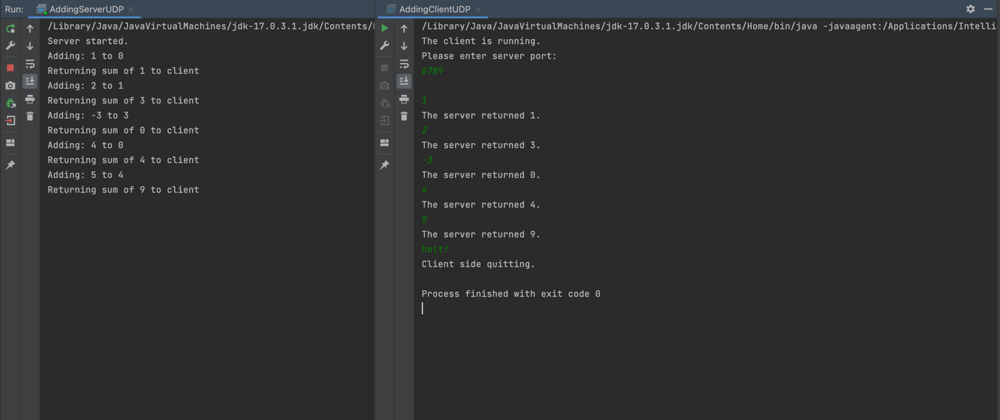 Run: AddingServerUDP
/Library/Java/JavaVirtualMachines/jdk-17.0.3.1.jdk/Contents/
Server started.
Adding: 1 to 0
Returning sum of 1 to client
Adding: 2 to 1
Returning sum of 3 to client
Adding: -3 to 3
Returning sum of 0 to client
Adding: 4 to 0
Returning sum of 4 to client
Adding: 5 to 4
Returning sum of 9 to client
AddingClientUDP
/Library/Java/JavaVirtualMachines/jdk-17.0.3.1.jdk/Contents/Home/bin/java -javaagent:/Applications/Intelli
The client is running.
Please enter server port:
6789
1
The server returned 1.
2
The server returned 3.
-3
The server returned 0.
4
The server returned 4.
5
The server returned 9.
halt!
Client side quitting.
Process finished with exit code 0